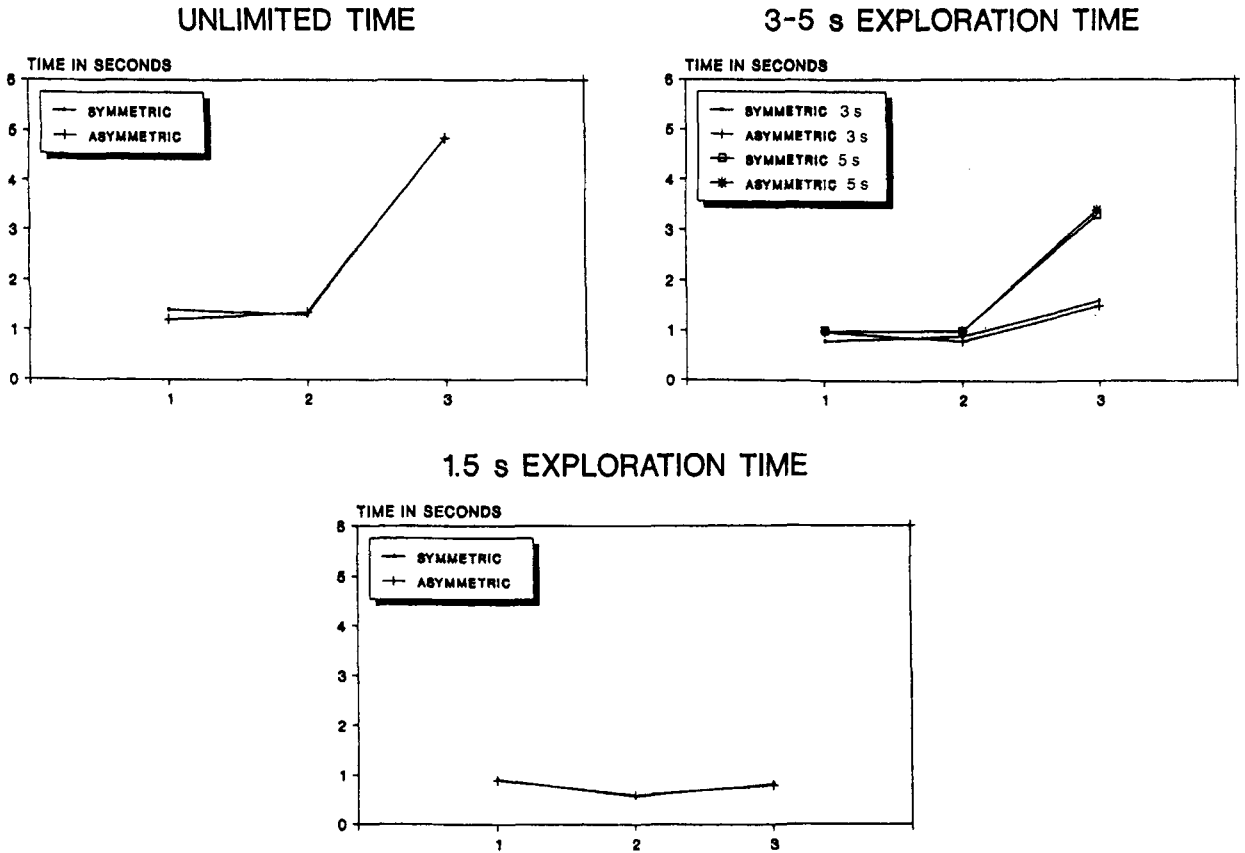 UNLIMITED TIME
TIME IN SECONDS
6
5
4
3
2
1
0
SYMMETRIC
ASYMMETRIC
1 2 3
3-5 s EXPLORATION TIME
TIME IN SECONDS
6
5
4
3
2
1
0
SYMMETRIC 3 s
ASYMMETRIC 3 s
SYMMETRIC 5 s
ASYMMETRIC 5 s
1 2 3
1.5 s EXPLORATION TIME
TIME IN SECONDS
6
5
4
3
2
1
0
SYMMETRIC
ASYMMETRIC
1 2 3